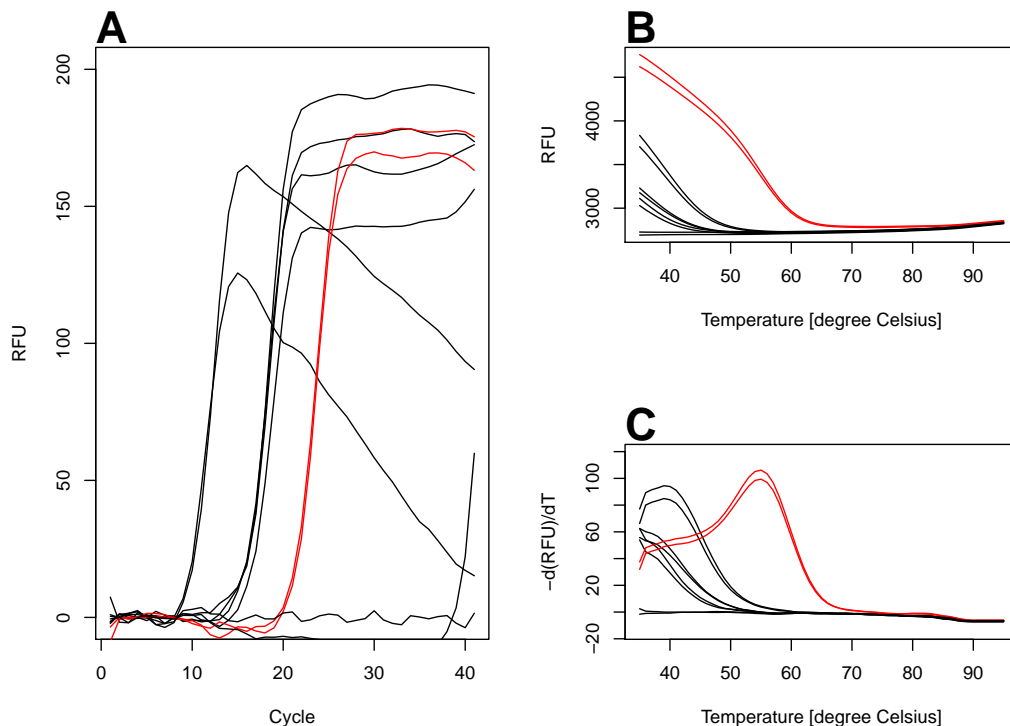 A
RFU
200
150
100
50
0
0 10 20 30 40
Cycle
B
RFU
4000
3000
40 50 60 70 80 90
Temperature [degree Celsius]
C
−d(RFU)/dT
100
60
20
−20
40 50 60 70 80 90
Temperature [degree Celsius]